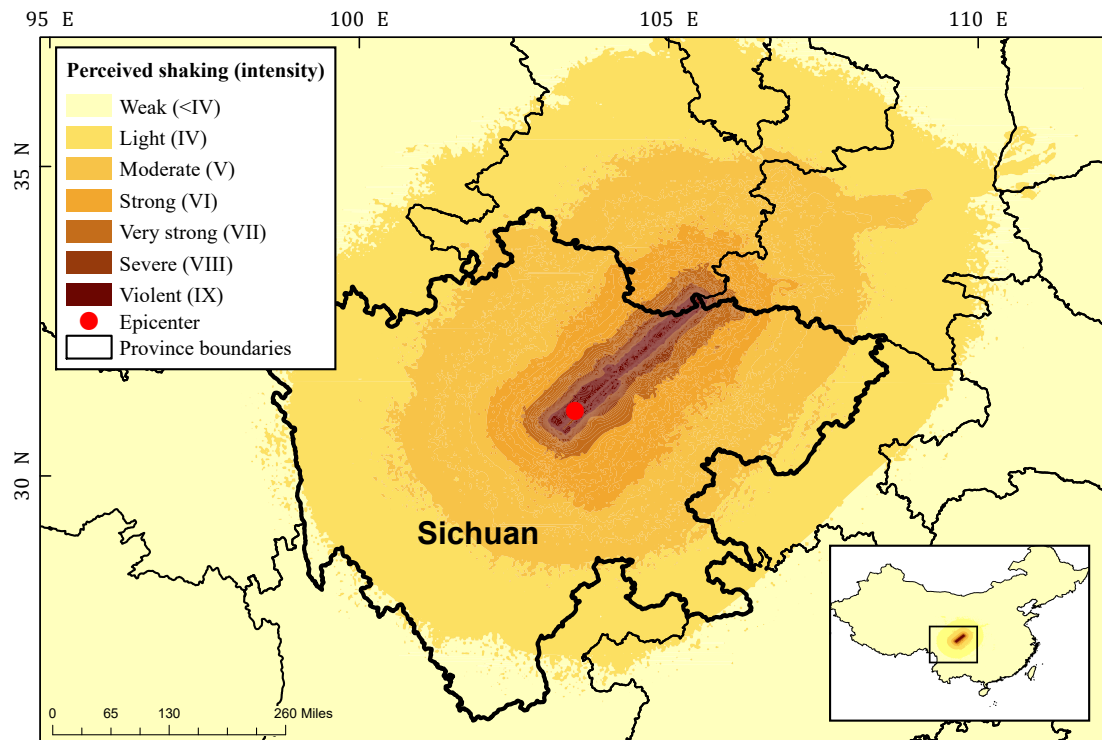 95 E 100 E 105 E 110 E
Perceived shaking (intensity)
Weak (<IV)
Light (IV)
Moderate (V)
Strong (VI)
Very strong (VII)
Severe (VIII)
Violent (IX)
Epicenter
Province boundaries
35 N
30 N
Sichuan
0 65 130 260 Miles